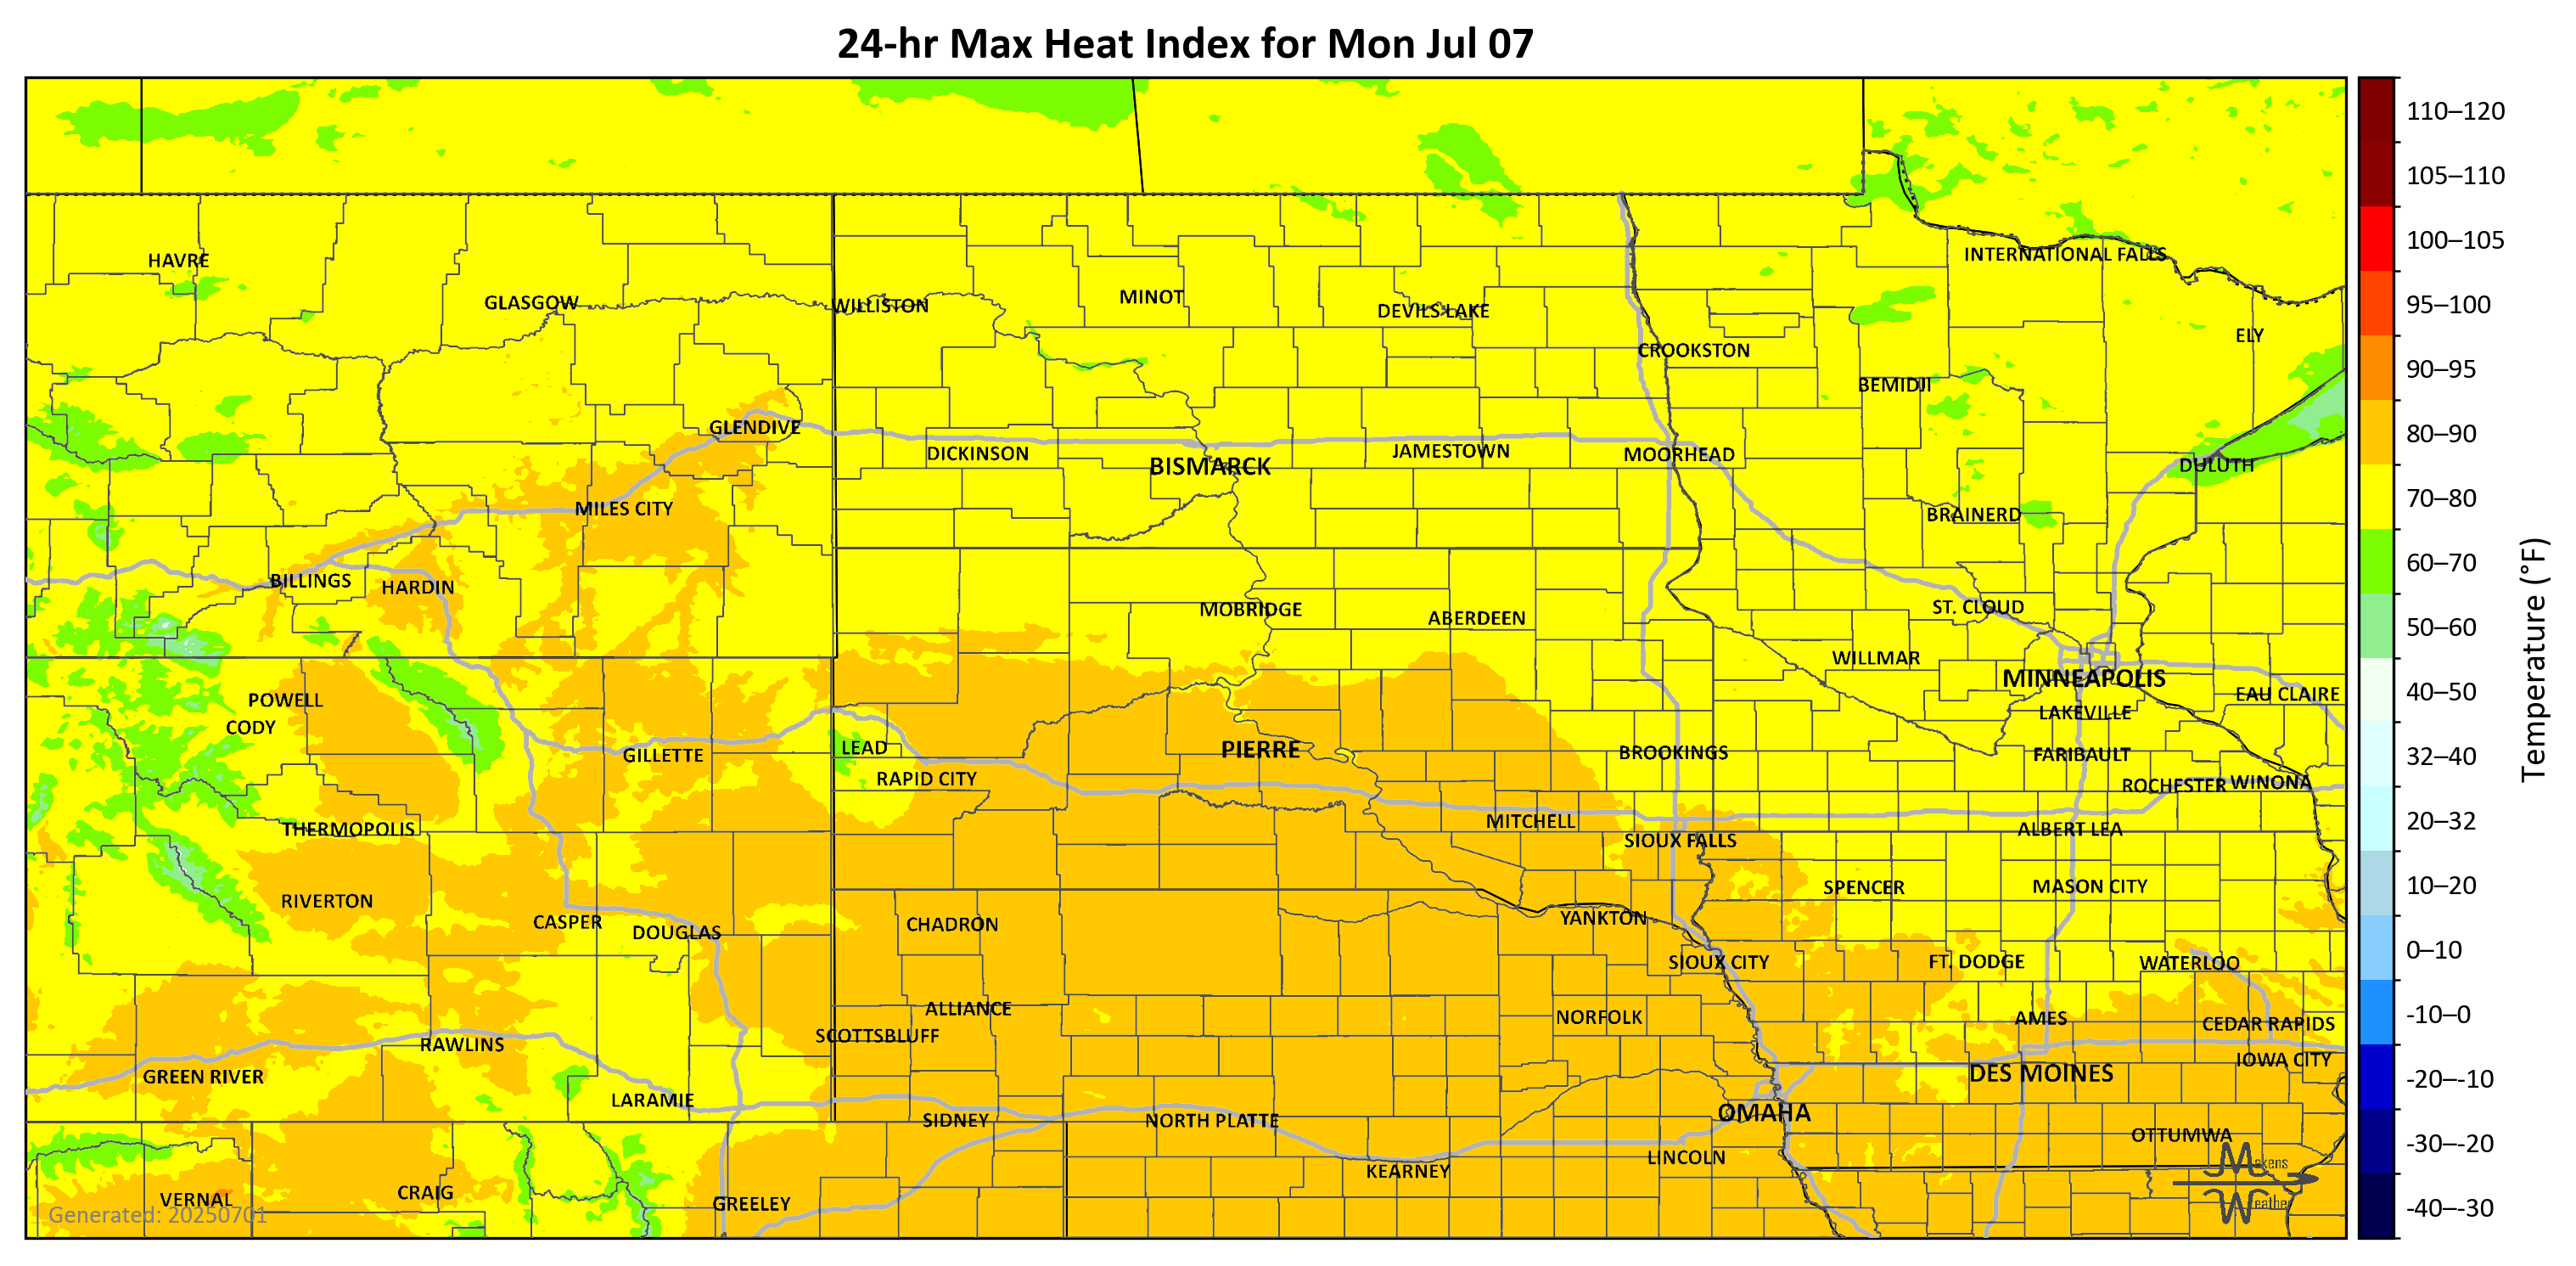 24-hr Max Heat Index for Mon Jul 07
110–120
105–110
INTERNATIONAL FALLS
100–105
HAVRE
MINOT
GLASGOW
WILLISTON
DEVILS LAKE
95–100
ELY
CROOKSTON
90–95
BEMIDJI
GLENDIVE
80–90
DICKINSON
JAMESTOWN
MOORHEAD
BISMARCK
DULUTH
MILES CITY
BRAINERD
70–80
60–70
BILLINGS
HARDIN
MOBRIDGE
ABERDEEN
ST. CLOUD
50–60
WILLMAR
MINNEAPOLIS
EAU CLAIRE
40–50
POWELL
CODY
LAKEVILLE
LEAD
GILLETTE
PIERRE
BROOKINGS
FARIBAULT
32–40
Temperature (°F)
RAPID CITY
ROCHESTER
WINONA
THERMOPOLIS
MITCHELL
ALBERT LEA
20–32
SIOUX FALLS
SPENCER
MASON CITY
10–20
RIVERTON
CASPER
DOUGLAS
CHADRON
YANKTON
0–10
SIOUX CITY
FT. DODGE
WATERLOO
ALLIANCE
NORFOLK
AMES
CEDAR RAPIDS
-10–0
SCOTTSBLUFF
RAWLINS
IOWA CITY
GREEN RIVER
DES MOINES
-20–-10
LARAMIE
SIDNEY
NORTH PLATTE
OMAHA
OTTUMWA
-30–-20
KEARNEY
LINCOLN
Makens
Weather
VERNAL
CRAIG
GREELEY
-40–-30
Generated: 20250701